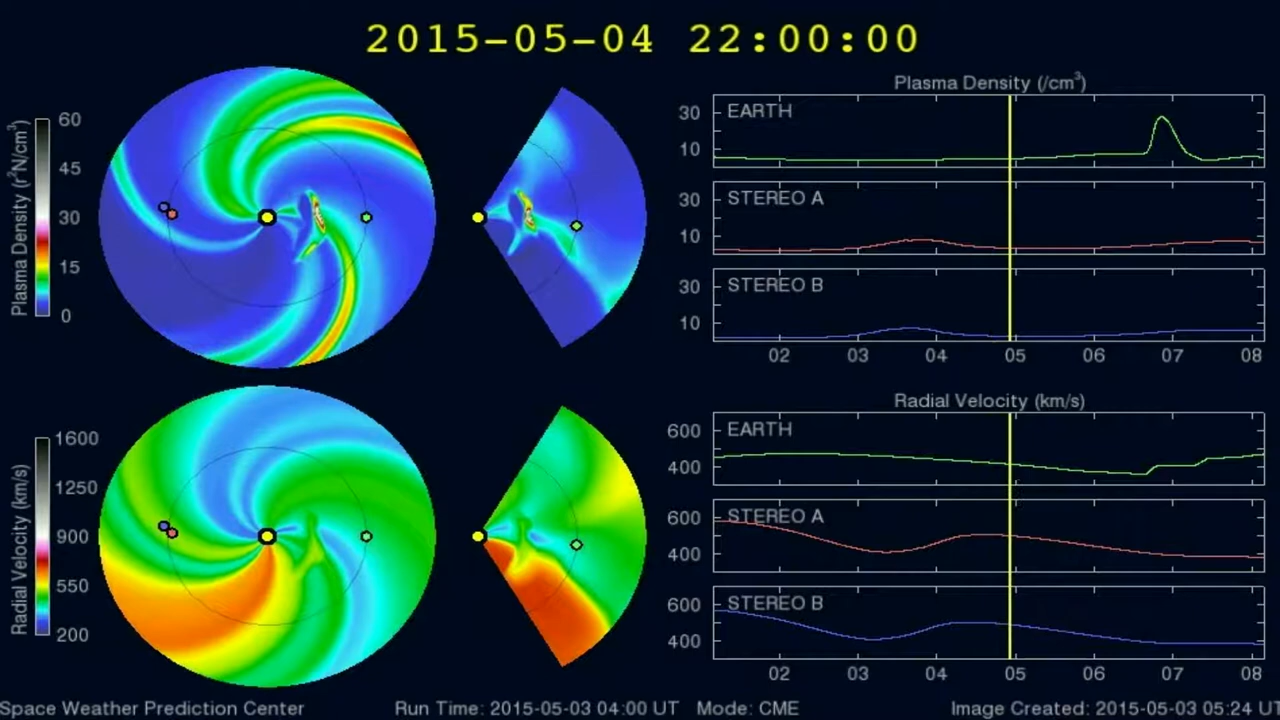 2015-05-04 22:00:00
Plasma Density (r²N/cm³)
60
45
30
15
0
Plasma Density (/cm³)
EARTH
30
10
STEREO A
30
10
STEREO B
30
10
02 03 04 05 06 07 08
Radial Velocity (km/s)
1600
1250
900
550
200
Radial Velocity (km/s)
EARTH
600
400
STEREO A
600
400
STEREO B
600
400
02 03 04 05 06 07 08
Space Weather Prediction Center Run Time: 2015-05-03 04:00 UT Mode: CME Image Created: 2015-05-03 05:24 UT